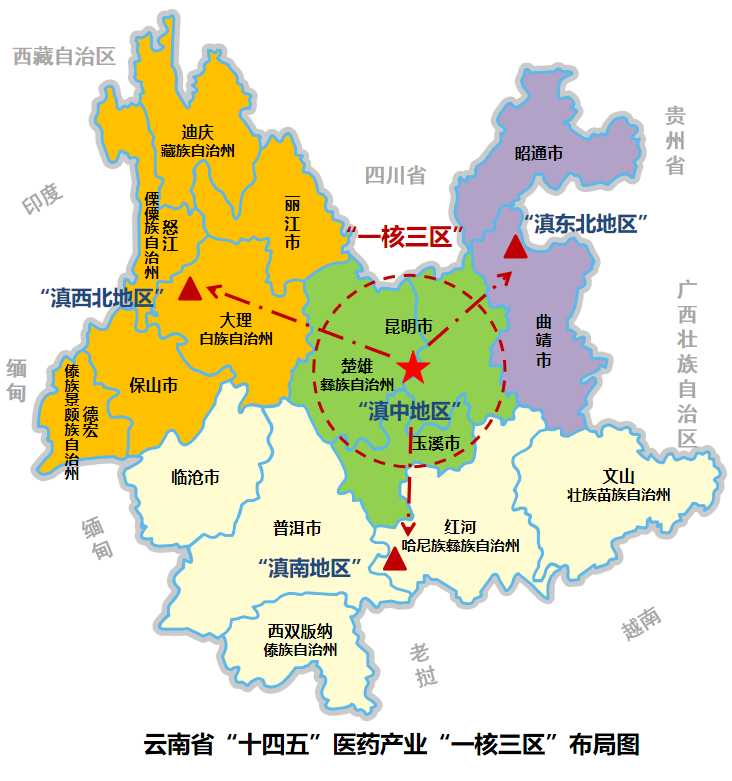 西藏自治区
迪庆
藏族自治州
贵州省
昭通市
四川省
印度
丽江市
怒江
傈僳族自治州
“滇东北地区”
“一核三区”
“滇西北地区”
广西壮族自治区
大理
白族自治州
昆明市
曲靖市
缅甸
保山市
楚雄
彝族自治州
德宏
傣族景颇族自治州
“滇中地区”
玉溪市
临沧市
文山
壮族苗族自治州
缅甸
普洱市
红河
哈尼族彝族自治州
“滇南地区”
越南
西双版纳
傣族自治州
老挝
云南省“十四五”医药产业“一核三区”布局图